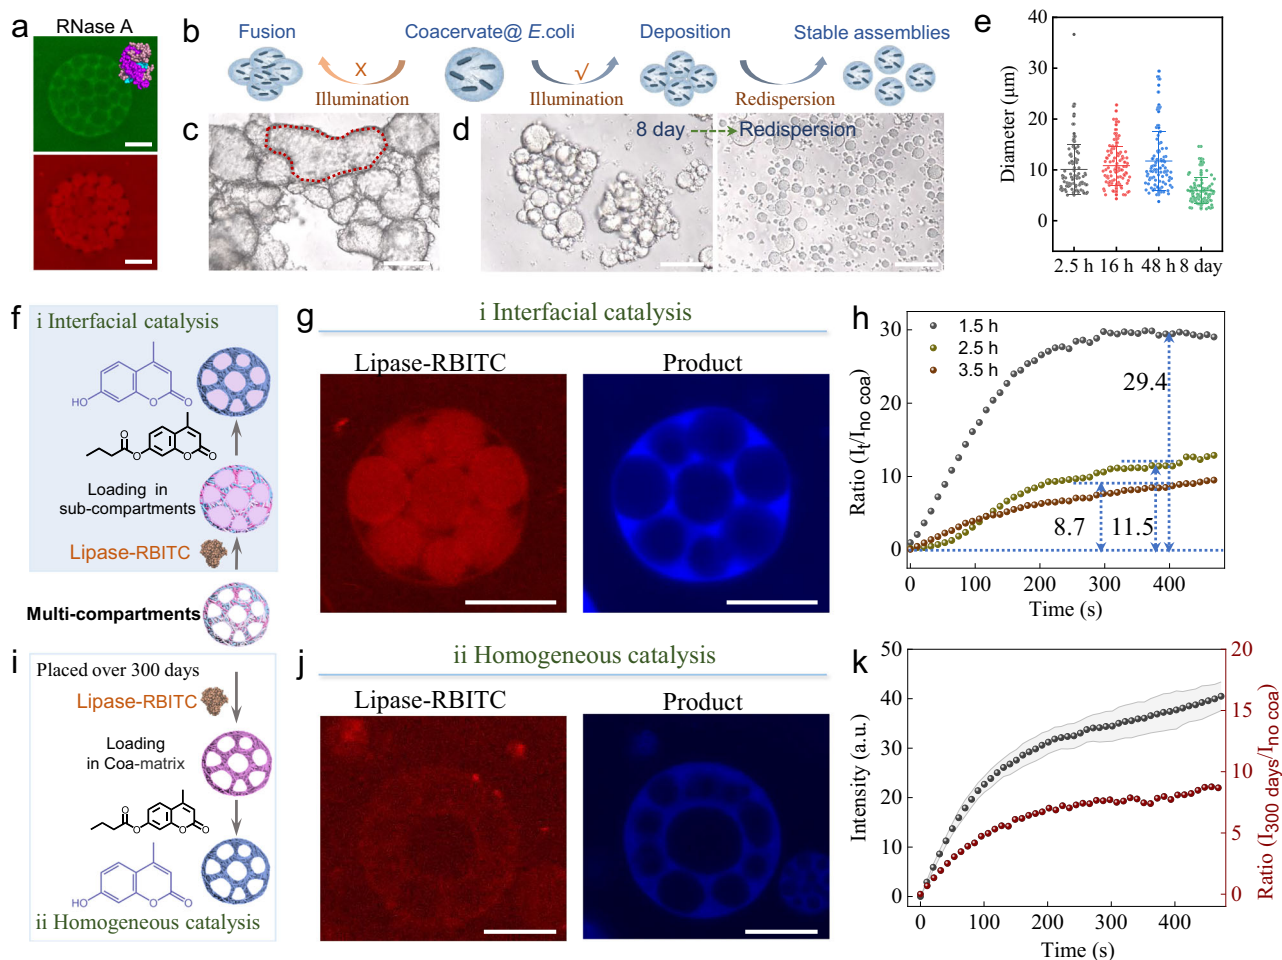 a
RNase A
b
Fusion
Coacervate@ E.coli
Deposition
Stable assemblies
X
√
Illumination
Illumination
Redispersion
c
d
8 day
Redispersion
e
Diameter (μm)
40
30
20
10
0
2.5 h 16 h 48 h 8 day
f
i Interfacial catalysis
HO
O
O
O
O
O
O
Loading in
sub-compartments
Lipase-RBITC
Multi-compartments
g
i Interfacial catalysis
Lipase-RBITC
Product
h
Ratio (It/Ino coa)
30
20
10
0
1.5 h
2.5 h
3.5 h
29.4
8.7
11.5
0 100 200 300 400
Time (s)
i
Placed over 300 days
Lipase-RBITC
Loading
in Coa-matrix
O
O
O
O
HO
O
O
ii Homogeneous catalysis
j
ii Homogeneous catalysis
Lipase-RBITC
Product
k
Intensity (a.u.)
50
40
30
20
10
0
0 100 200 300 400
Time (s)
20
15
10
5
0
Ratio (I300 days/Ino coa)